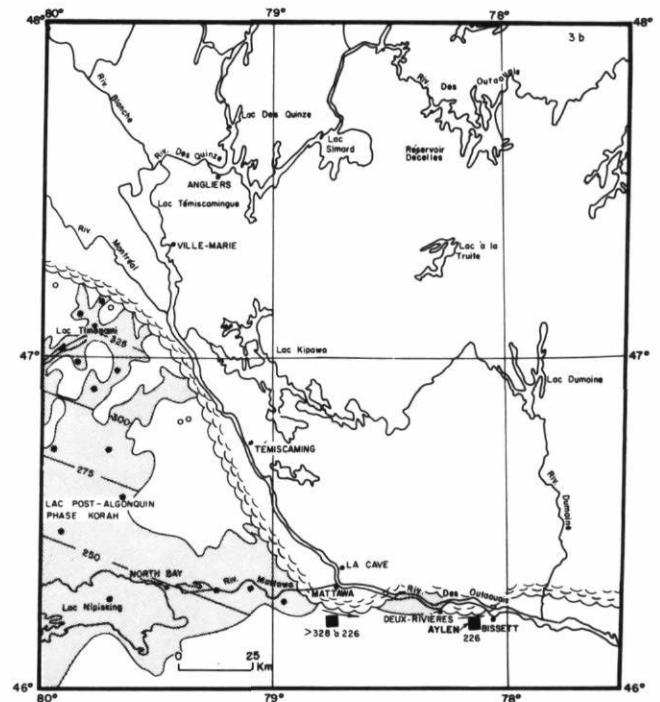 80° 79° 78°
48° 48°
3 b
Riv. Blanche
Riv. Des Outaouais
Lac Des Quinze
Lac Simard
Réservoir Decelles
Riv. Des Quinze
ANGLIERS
Lac Témiscamingue
Riv. Montréal
VILLE-MARIE
Lac à la Truite
Lac Timagami
325
47° 47°
Lac Kipawa
Lac Dumoine
300
TÉMISCAMING
275
Riv. Dumoine
LAC POST-ALGONQUIN
PHASE KORAH
250
LA CAVE
NORTH BAY
Riv. Mattawa
MATTAWA
Riv. Des Outaouais
Lac Nipissing
DEUX-RIVIÈRES
AYLEN
BISSETT
>328 à 226
226
0 25
Km
46° 46°
80° 79° 78°